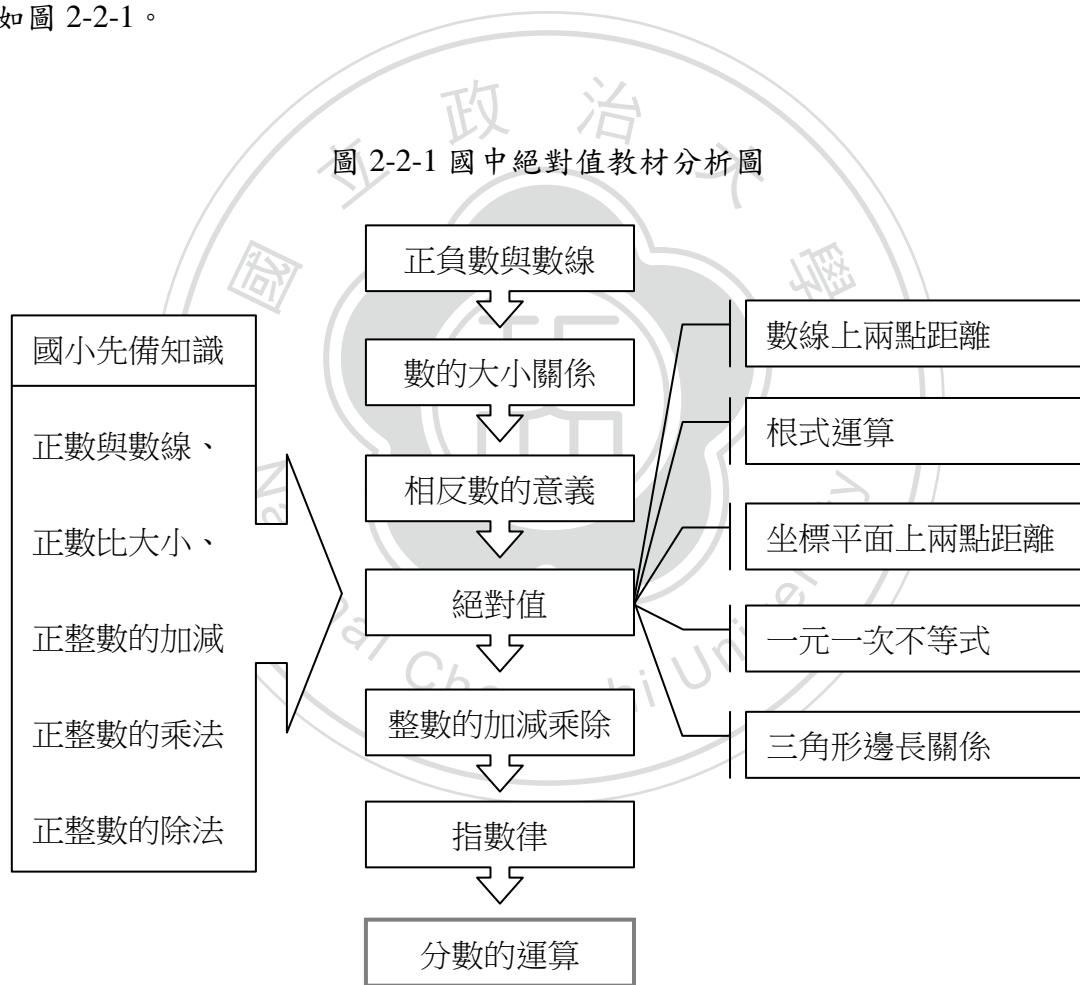 如圖 2-2-1。
圖 2-2-1 國中絕對值教材分析圖
國小先備知識
正數與數線、
正數比大小、
正整數的加減
正整數的乘法
正整數的除法
正負數與數線
數的大小關係
相反數的意義
絕對值
整數的加減乘除
指數律
分數的運算
數線上兩點距離
根式運算
坐標平面上兩點距離
一元一次不等式
三角形邊長關係
國立政治大學